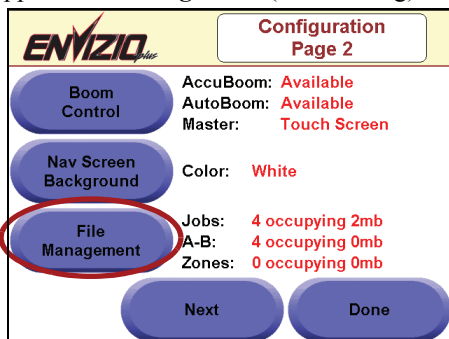 ENVIZIO plus
Configuration
Page 2
Boom
Control
AccuBoom: Available
AutoBoom: Available
Master: Touch Screen
Nav Screen
Background
Color: White
File
Management
Jobs: 4 occupying 2mb
A-B: 4 occupying 0mb
Zones: 0 occupying 0mb
Next
Done